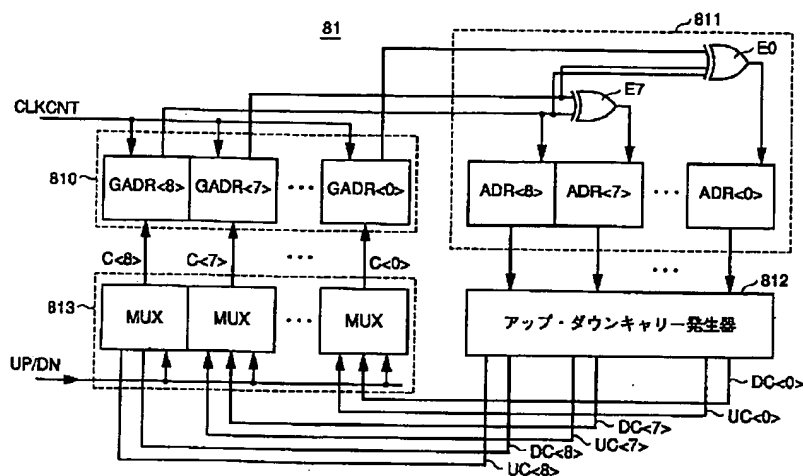 81
811
E0
E7
CLKCNT
810
GADR<8>
GADR<7>
...
GADR<0>
ADR<8>
ADR<7>
...
ADR<0>
C<8>
C<7>
...
C<0>
...
812
813
MUX
MUX
...
MUX
アップ・ダウンキャリー発生器
UP/DN
DC<0>
UC<0>
DC<7>
UC<7>
DC<8>
UC<8>